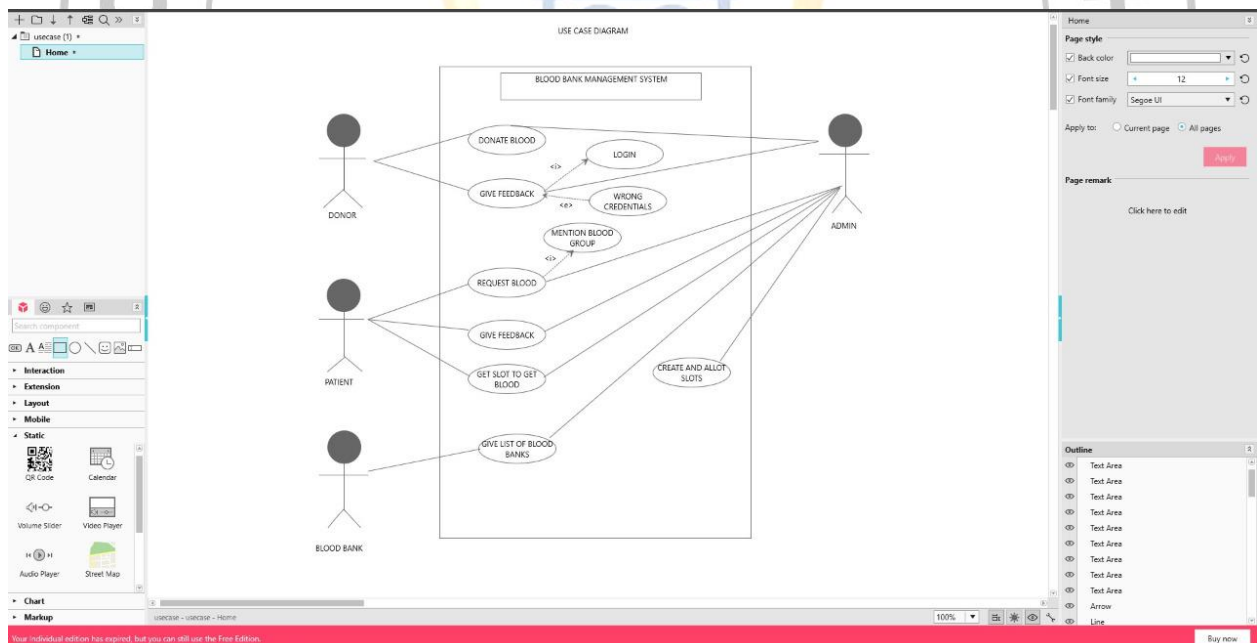 usecase (1)
Home
Search component
OK
Interaction
Extension
Layout
Mobile
Static
QR Code
Calendar
Volume Slider
Video Player
Audio Player
Street Map
Chart
Markup
USE CASE DIAGRAM
BLOOD BANK MANAGEMENT SYSTEM
DONATE BLOOD
LOGIN
<i>
GIVE FEEDBACK
WRONG
CREDENTIALS
<e>
DONOR
ADMIN
MENTION BLOOD
GROUP
<i>
REQUEST BLOOD
GIVE FEEDBACK
GET SLOT TO GET
BLOOD
PATIENT
CREATE AND ALLOT
SLOTS
GIVE LIST OF BLOOD
BANKS
BLOOD BANK
usecase - usecase - Home
100%
Home
Page style
Back color
Font size
12
Font family
Segoe UI
Apply to:
Current page
All pages
Apply
Page remark
Click here to edit
Outline
Text Area
Text Area
Text Area
Text Area
Text Area
Text Area
Text Area
Text Area
Text Area
Arrow
Line
Your individual edition has expired, but you can still use the Free Edition.
Buy now